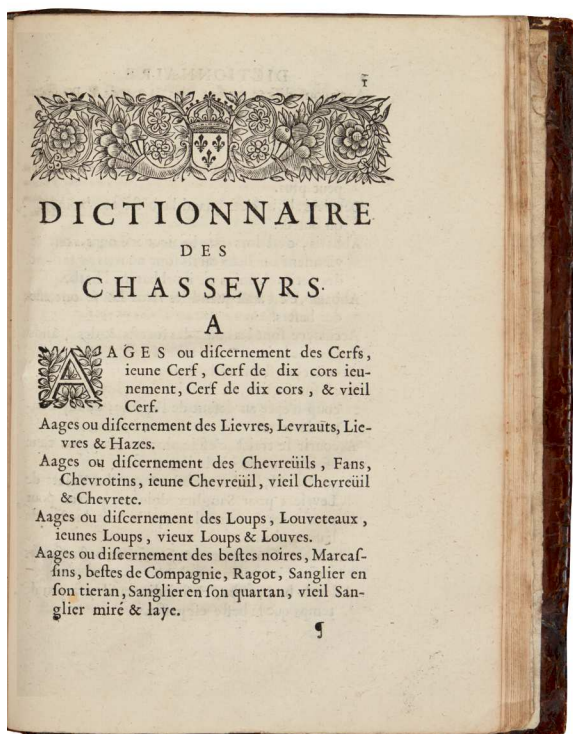 1
DICTIONNAIRE
DES
CHASSEVRS.
A
AAGES ou diſcernement des Cerfs,
ieune Cerf, Cerf de dix cors ieu-
nement, Cerf de dix cors, & vieil
Cerf.
Aages ou diſcernement des Lievres, Levrauts, Lie-
vres & Hazes.
Aages ou diſcernement des Chevreüils, Fans,
Chevrotins, ieune Chevreüil, vieil Chevreüil
& Chevrete.
Aages ou diſcernement des Loups, Louveteaux,
ieunes Loups, vieux Loups & Louves.
Aages ou diſcernement des beſtes noires, Marcaſ-
ſins, beſtes de Compagnie, Ragot, Sanglier en
ſon tieran, Sanglier en ſon quartan, vieil San-
glier miré & laye.
¶